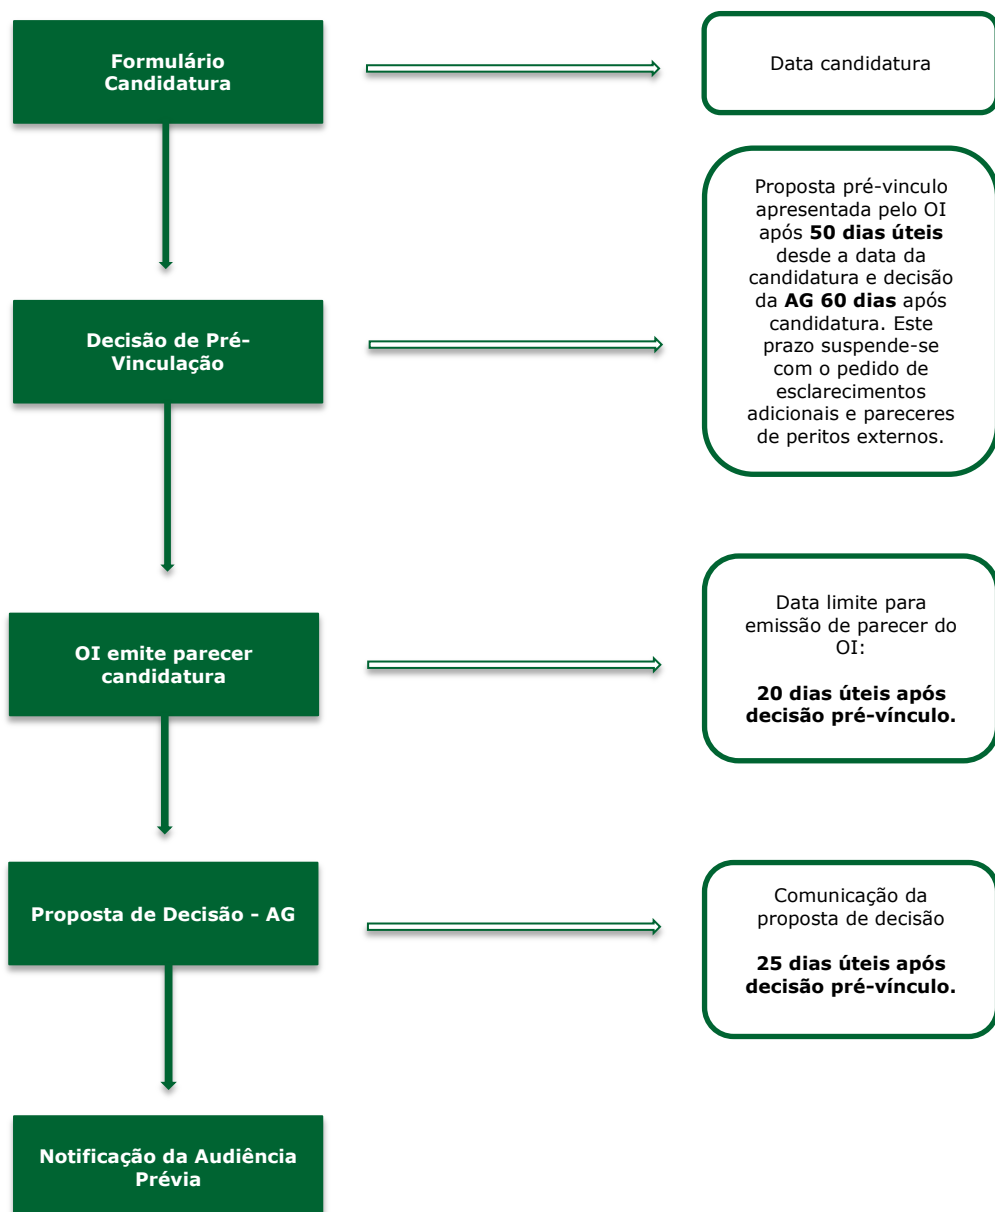 Formulário
Candidatura
Data candidatura
Decisão de Pré-
Vinculação
Proposta pré-vinculo
apresentada pelo OI
após 50 dias úteis
desde a data da
candidatura e decisão
da AG 60 dias após
candidatura. Este
prazo suspende-se
com o pedido de
esclarecimentos
adicionais e pareceres
de peritos externos.
OI emite parecer
candidatura
Data limite para
emissão de parecer do
OI:
20 dias úteis após
decisão pré-vínculo.
Proposta de Decisão - AG
Comunicação da
proposta de decisão
25 dias úteis após
decisão pré-vínculo.
Notificação da Audiência
Prévia